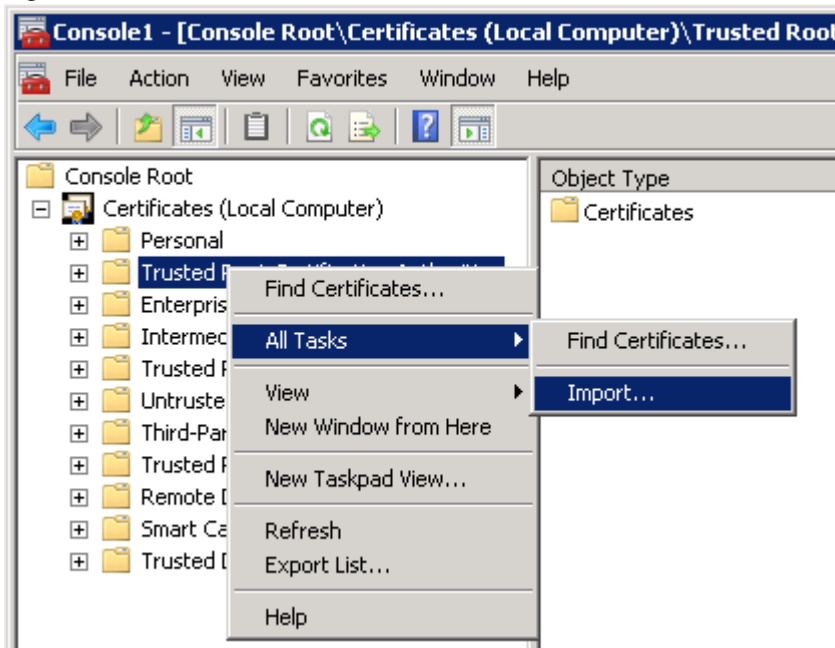 Console1 - [Console Root\Certificates (Local Computer)\Trusted Root
File Action View Favorites Window Help
Console Root
Object Type
Certificates (Local Computer)
Certificates
Personal
Trusted
Find Certificates...
Enterpris
Intermed
All Tasks
Find Certificates...
Trusted
View
Import...
Untruste
New Window from Here
Third-Par
Trusted
New Taskpad View...
Remote
Smart Ca
Refresh
Trusted
Export List...
Help